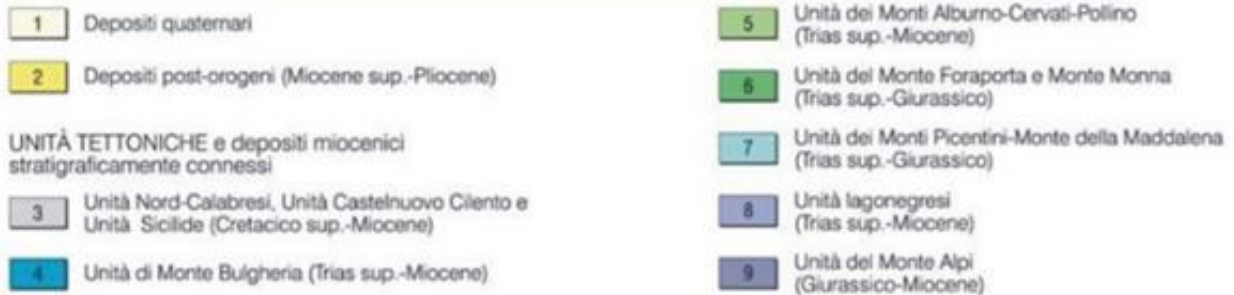 1 Depositi quaternari
2 Depositi post-orogeni (Miocene sup.-Pliocene)
UNITÀ TETTONICHE e depositi miocenici
stratigraficamente connessi
3 Unità Nord-Calabresi, Unità Castelnuovo Cilento e
Unità Sicilide (Cretacico sup.-Miocene)
4 Unità di Monte Bulgheria (Trias sup.-Miocene)
5 Unità dei Monti Alburno-Cervati-Pollino
(Trias sup.-Miocene)
6 Unità del Monte Foraporta e Monte Monna
(Trias sup.-Giurassico)
7 Unità dei Monti Picentini-Monte della Maddalena
(Trias sup.-Giurassico)
8 Unità lagonegresi
(Trias sup.-Miocene)
9 Unità del Monte Alpi
(Giurassico-Miocene)